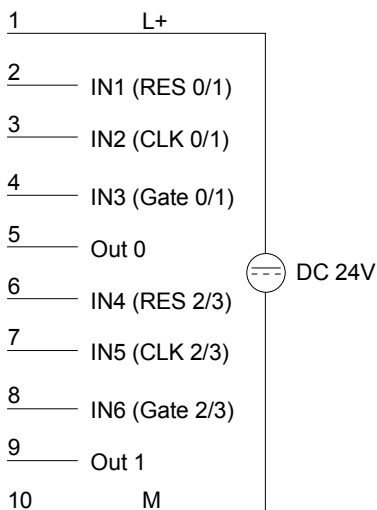 1 L+
2 IN1 (RES 0/1)
3 IN2 (CLK 0/1)
4 IN3 (Gate 0/1)
5 Out 0
DC 24V
6 IN4 (RES 2/3)
7 IN5 (CLK 2/3)
8 IN6 (Gate 2/3)
9 Out 1
10 M